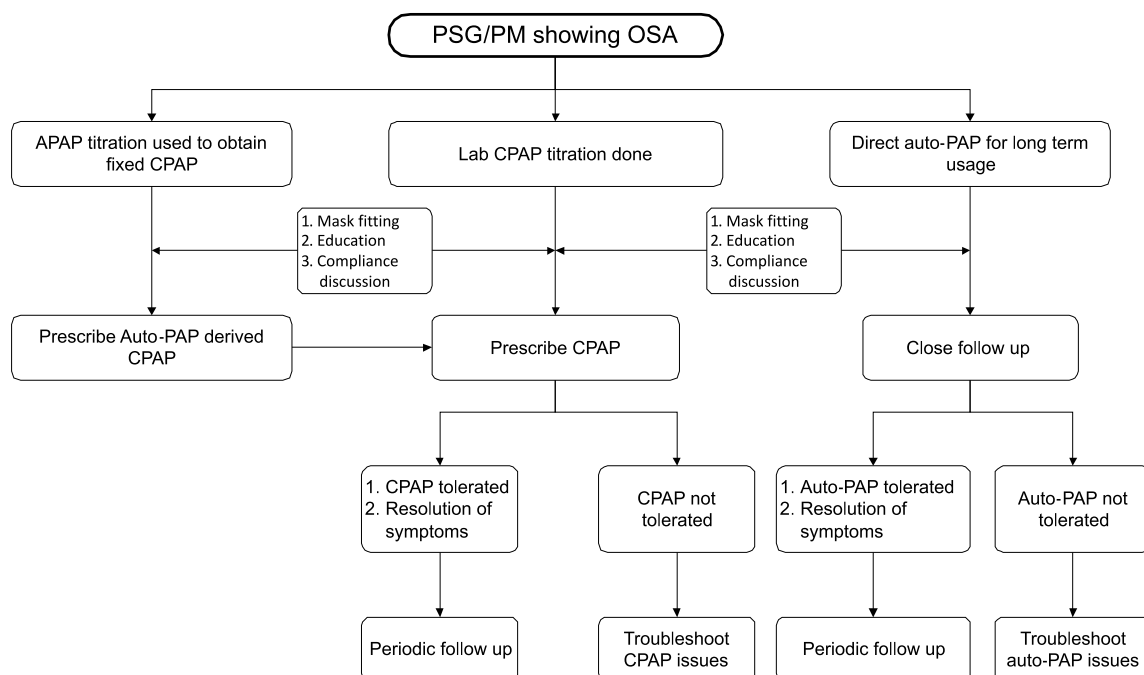 PSG/PM showing OSA
APAP titration used to obtain
fixed CPAP
Lab CPAP titration done
Direct auto-PAP for long term
usage
1. Mask fitting
2. Education
3. Compliance
discussion
1. Mask fitting
2. Education
3. Compliance
discussion
Prescribe Auto-PAP derived
CPAP
Prescribe CPAP
Close follow up
1. CPAP tolerated
2. Resolution of
symptoms
CPAP not
tolerated
1. Auto-PAP tolerated
2. Resolution of
symptoms
Auto-PAP not
tolerated
Periodic follow up
Troubleshoot
CPAP issues
Periodic follow up
Troubleshoot
auto-PAP issues